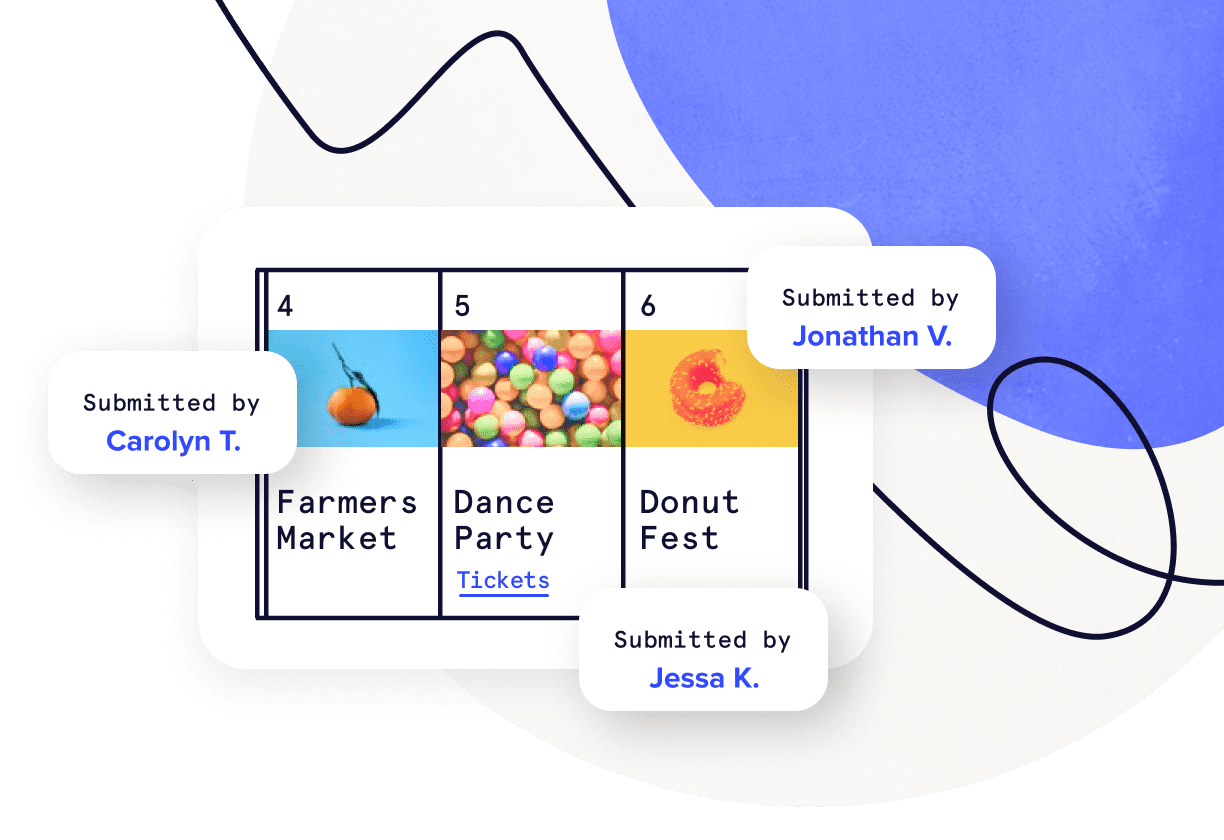 4
5
6
Submitted by
Jonathan V.
Submitted by
Carolyn T.
Farmers
Market
Dance
Party
Tickets
Donut
Fest
Submitted by
Jessa K.